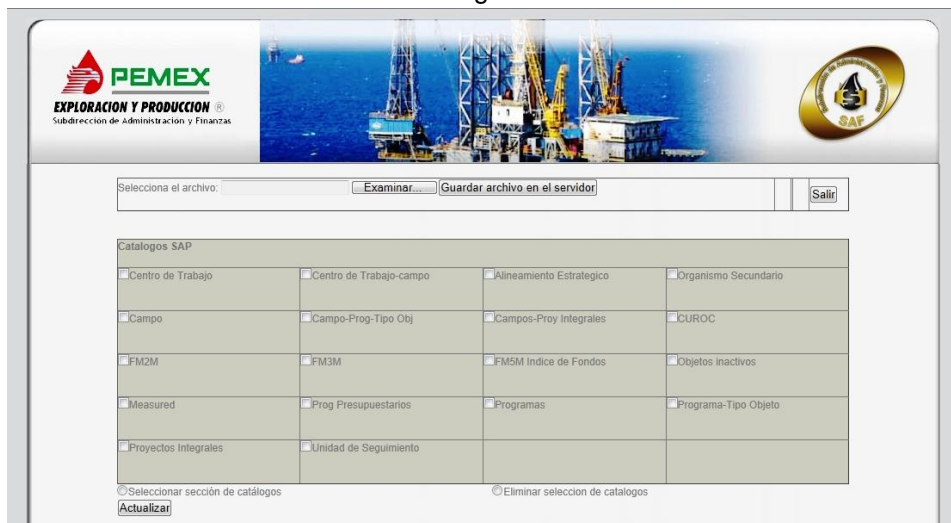 PEMEX
EXPLORACION Y PRODUCCION ®
Subdirección de Administración y Finanzas
SAF
Selecciona el archivo: Examinar... Guardar archivo en el servidor Salir
Catalogos SAP
Centro de Trabajo Centro de Trabajo-campo Alineamiento Estrategico Organismo Secundario
Campo Campo-Prog-Tipo Obj Campos-Proy Integrales CUROC
FM2M FM3M FM5M Indice de Fondos Objetos inactivos
Measured Prog Presupuestarios Programas Programa-Tipo Objeto
Proyectos Integrales Unidad de Seguimiento
Seleccionar sección de catálogos Eliminar seleccion de catalogos
Actualizar